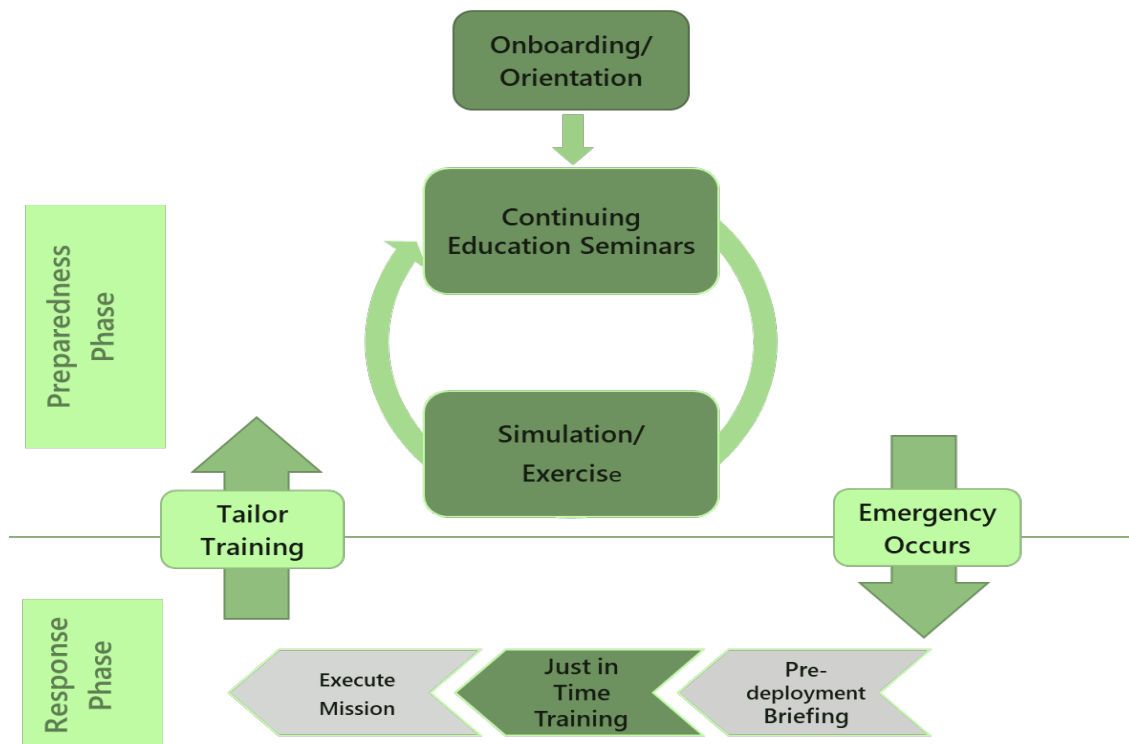 Onboarding/
Orientation
Continuing
Education Seminars
Preparedness
Phase
Simulation/
Exercise
Tailor
Training
Emergency
Occurs
Response
Phase
Execute
Mission
Just in
Time
Training
Pre-
deployment
Briefing